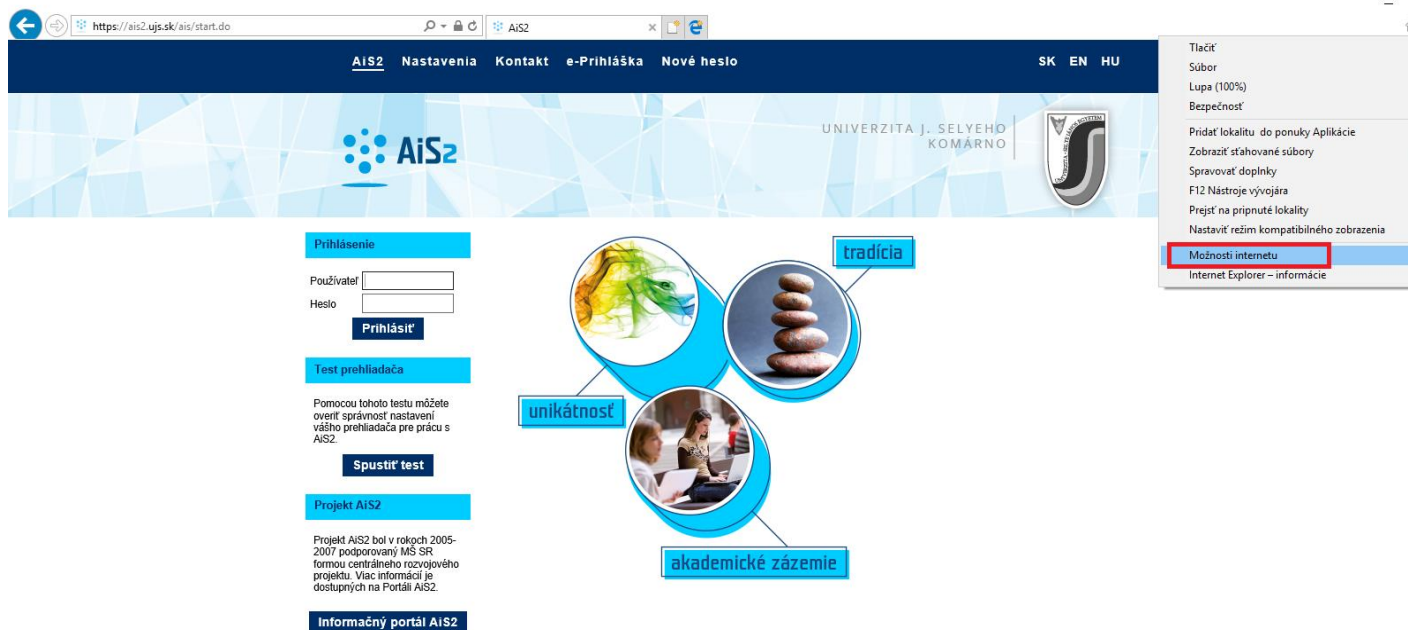 https://ais2.ujs.sk/ais/start.do
AiS2
AiS2 Nastavenia Kontakt e-Prihláška Nové heslo
SK EN HU
AiS2
UNIVERZITA J. SELYEHO
KOMÁRNO
Prihlásenie
Používateľ
Heslo
Prihlásiť
Test prehliadača
Pomocou tohoto testu môžete
overiť správnosť nastavení
vášho prehliadača pre prácu s
AiS2.
Spustiť test
Projekt AiS2
Projekt AiS2 bol v rokoch 2005-
2007 podporovaný MŠ SR
formou centrálneho rozvojového
projektu. Viac informácií je
dostupných na Portáli AiS2.
Informačný portál AiS2
tradícia
unikátnosť
akademické zázemie
Tlačiť
Súbor
Lupa (100%)
Bezpečnosť
Pridať lokalitu do ponuky Aplikácie
Zobraziť sťahované súbory
Spravovať doplnky
F12 Nástroje vývojára
Prejsť na pripnuté lokality
Nastaviť režim kompatibilného zobrazenia
Možnosti internetu
Internet Explorer – informácie